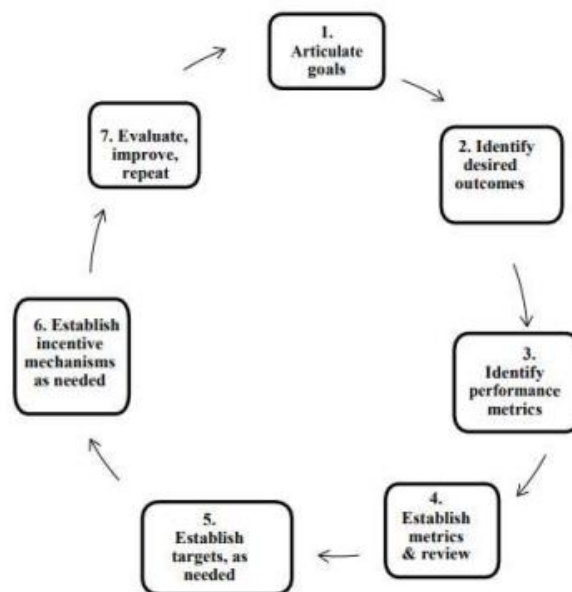 1.
Articulate
goals
2. Identify
desired
outcomes
3.
Identify
performance
metrics
4.
Establish
metrics
& review
5.
Establish
targets, as
needed
6. Establish
incentive
mechanisms
as needed
7. Evaluate,
improve,
repeat